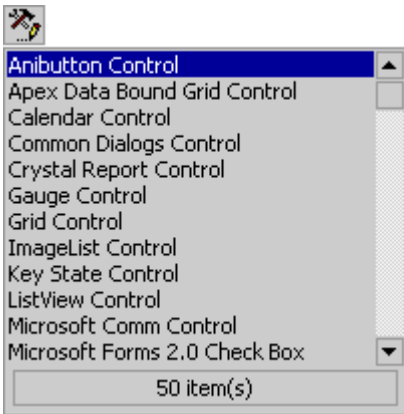 Anibutton Control
Apex Data Bound Grid Control
Calendar Control
Common Dialogs Control
Crystal Report Control
Gauge Control
Grid Control
ImageList Control
Key State Control
ListView Control
Microsoft Comm Control
Microsoft Forms 2.0 Check Box
50 item(s)